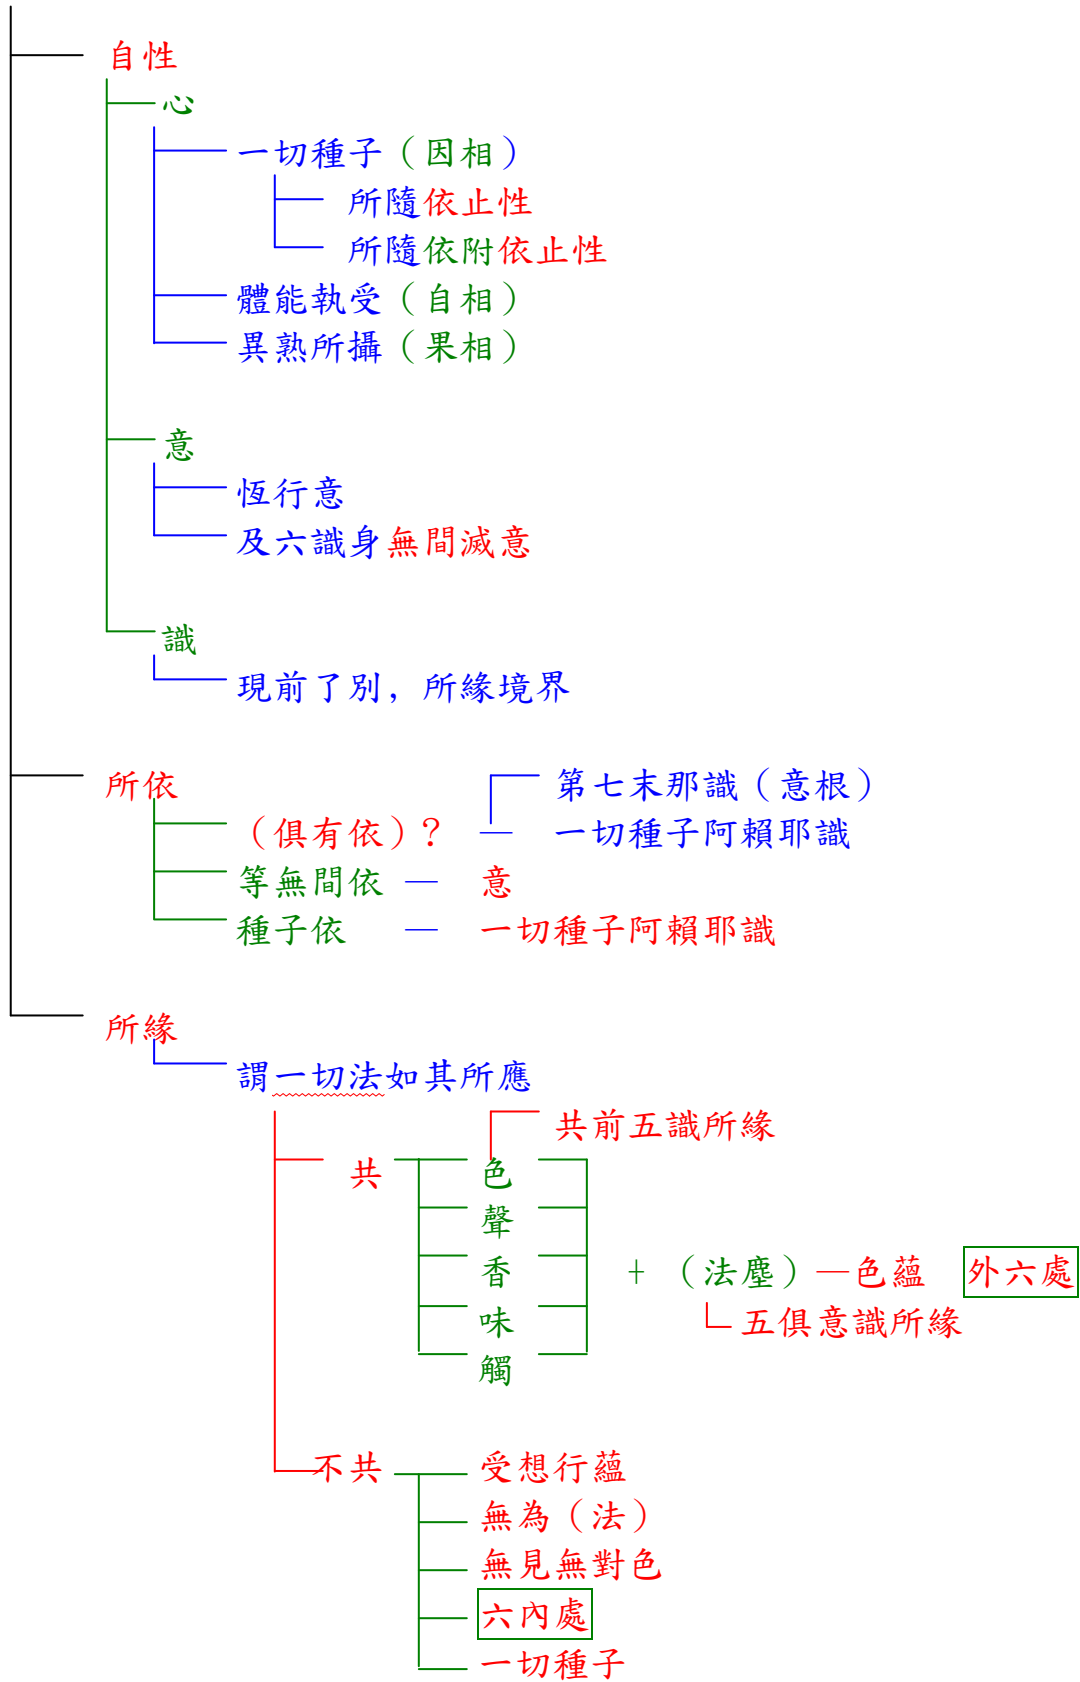 自性
心
一切種子（因相）
所隨依止性
所隨依附依止性
體能執受（自相）
異熟所攝（果相）
意
恆行意
及六識身無間滅意
識
現前了別，所緣境界
所依
第七末那識（意根）
（俱有依）？ — 一切種子阿賴耶識
等無間依 — 意
種子依 — 一切種子阿賴耶識
所緣
謂一切法如其所應
共前五識所緣
共 色
聲
香 + （法塵）—色蘊 外六處
味 五俱意識所緣
觸
不共 受想行蘊
無為（法）
無見無對色
六內處
一切種子